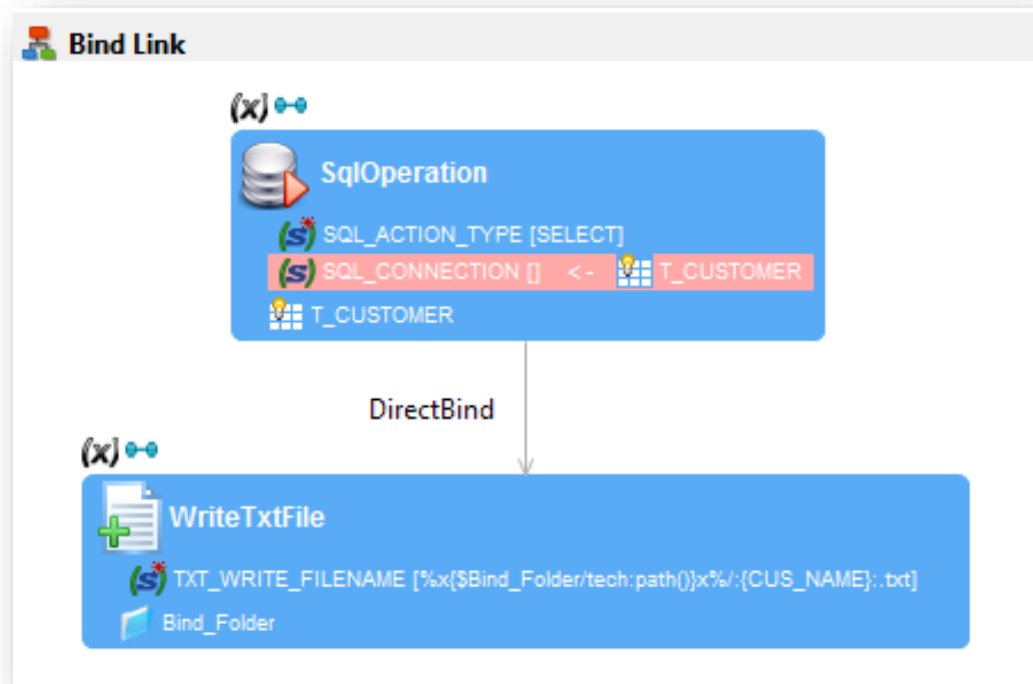 Bind Link
(x)
SqlOperation
(s) SQL_ACTION_TYPE [SELECT]
(s) SQL_CONNECTION [] <- T_CUSTOMER
T_CUSTOMER
DirectBind
(x)
WriteTxtFile
(s) TXT_WRITE_FILENAME [%x{$Bind_Folder/tech:path()}x%/:{CUS_NAME}:.txt]
Bind_Folder